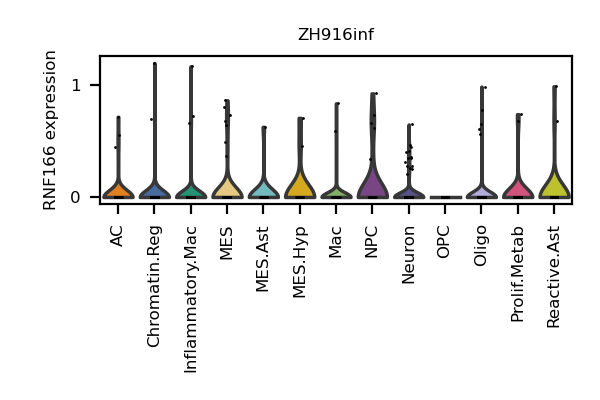 ZH916inf
RNF166 expression
1
0
AC
Chromatin.Reg
Inflammatory.Mac
MES
MES.Ast
MES.Hyp
Mac
NPC
Neuron
OPC
Oligo
Prolif.Metab
Reactive.Ast